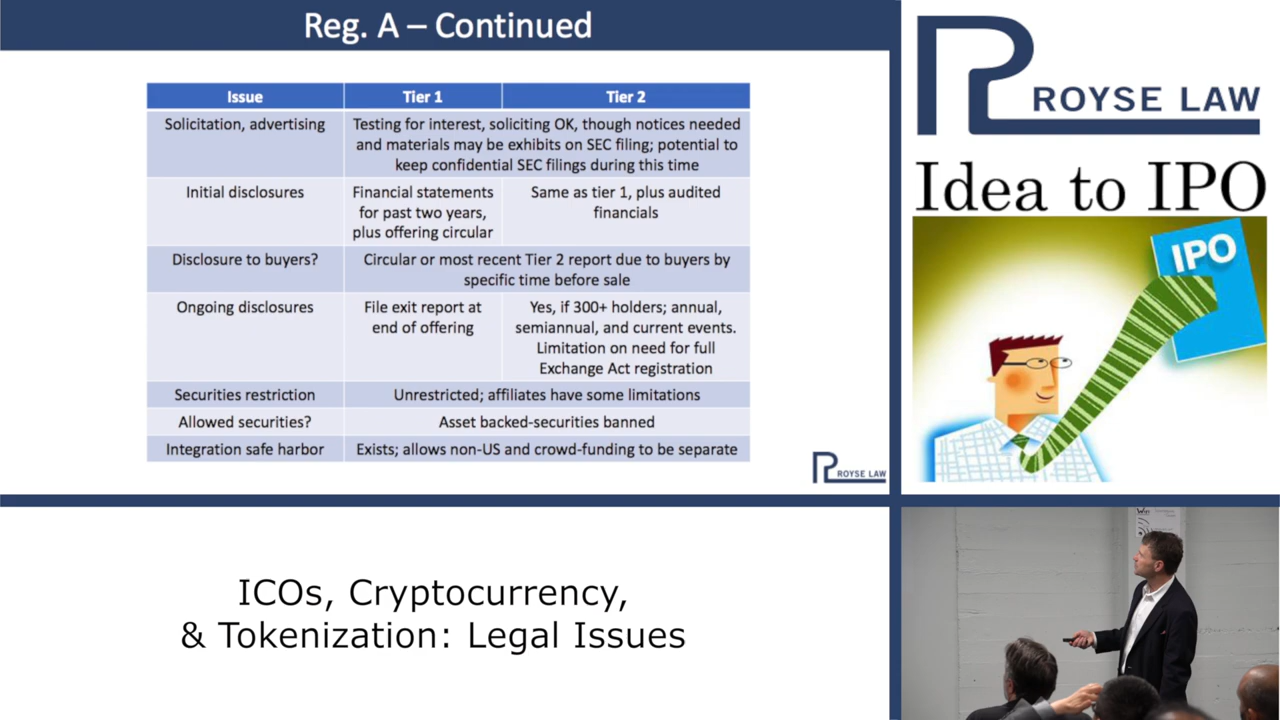 Reg. A – Continued
Issue
Tier 1
Tier 2
Solicitation, advertising
Testing for interest, soliciting OK, though notices needed
and materials may be exhibits on SEC filing; potential to
keep confidential SEC filings during this time
Initial disclosures
Financial statements
for past two years,
plus offering circular
Same as tier 1, plus audited
financials
Disclosure to buyers?
Circular or most recent Tier 2 report due to buyers by
specific time before sale
Ongoing disclosures
File exit report at
end of offering
Yes, if 300+ holders; annual,
semiannual, and current events.
Limitation on need for full
Exchange Act registration
Securities restriction
Unrestricted; affiliates have some limitations
Allowed securities?
Asset backed-securities banned
Integration safe harbor
Exists; allows non-US and crowd-funding to be separate
ROYSE LAW
ROYSE LAW
Idea to IPO
IPO
ICOs, Cryptocurrency,
& Tokenization: Legal Issues